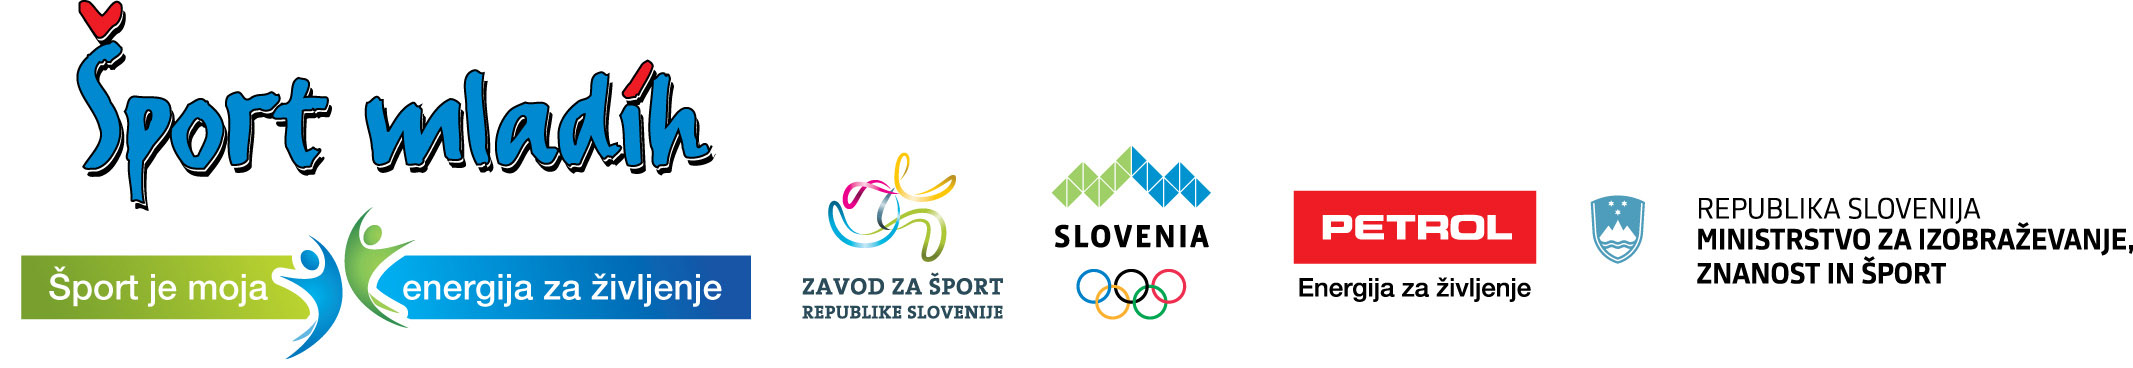 Šport mladih
Šport je moja energija za življenje
ZAVOD ZA ŠPORT
REPUBLIKE SLOVENIJE
SLOVENIA
PETROL
Energija za življenje
REPUBLIKA SLOVENIJA
MINISTRSTVO ZA IZOBRAŽEVANJE,
ZNANOST IN ŠPORT